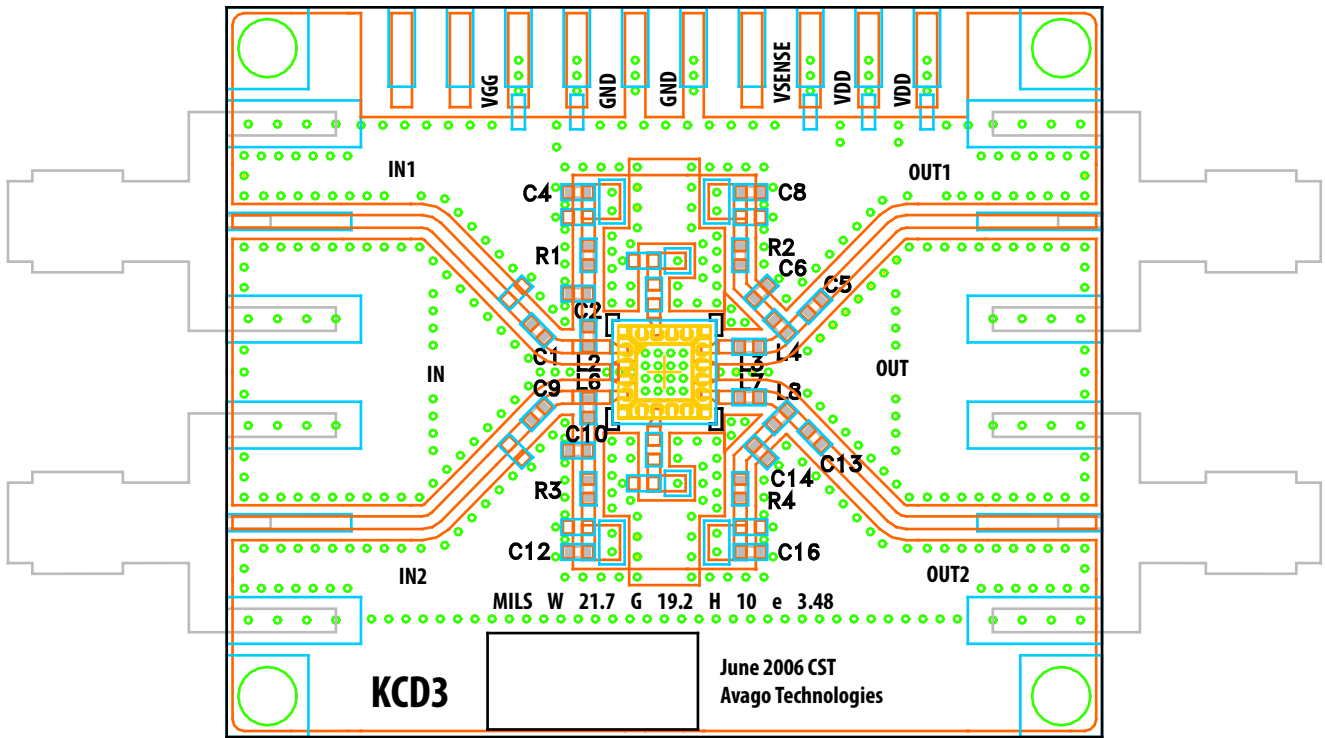 VGG
GND
GND
VSENSE
VDD
VDD
IN1
OUT1
C4
C8
R1
R2
C6
C5
C2
C1
L2
L3
L4
IN
OUT
L6
L7
L8
C9
C10
C13
C14
R3
R4
C12
C16
IN2
OUT2
MILS W 21.7 G 19.2 H 10 e 3.48
KCD3
June 2006 CST
Avago Technologies